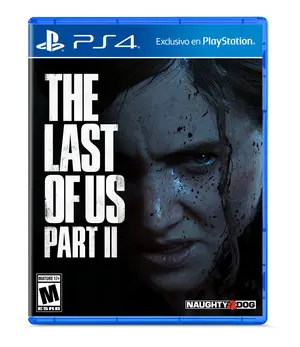 PS4
Exclusivo en PlayStation.
THE
LAST
OF US
PART II
MATURE 17+
M
ESRB
NAUGHTY DOG